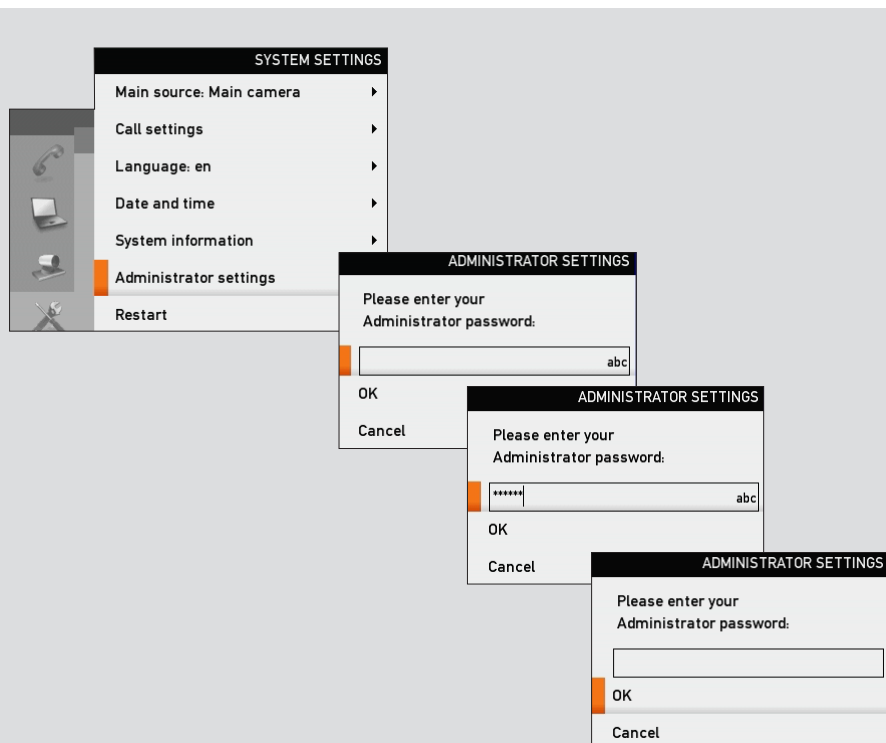 SYSTEM SETTINGS
Main source: Main camera
Call settings
Language: en
Date and time
System information
Administrator settings
Restart
ADMINISTRATOR SETTINGS
Please enter your
Administrator password:
abc
OK
Cancel
ADMINISTRATOR SETTINGS
Please enter your
Administrator password:
****** abc
OK
Cancel
ADMINISTRATOR SETTINGS
Please enter your
Administrator password:
OK
Cancel